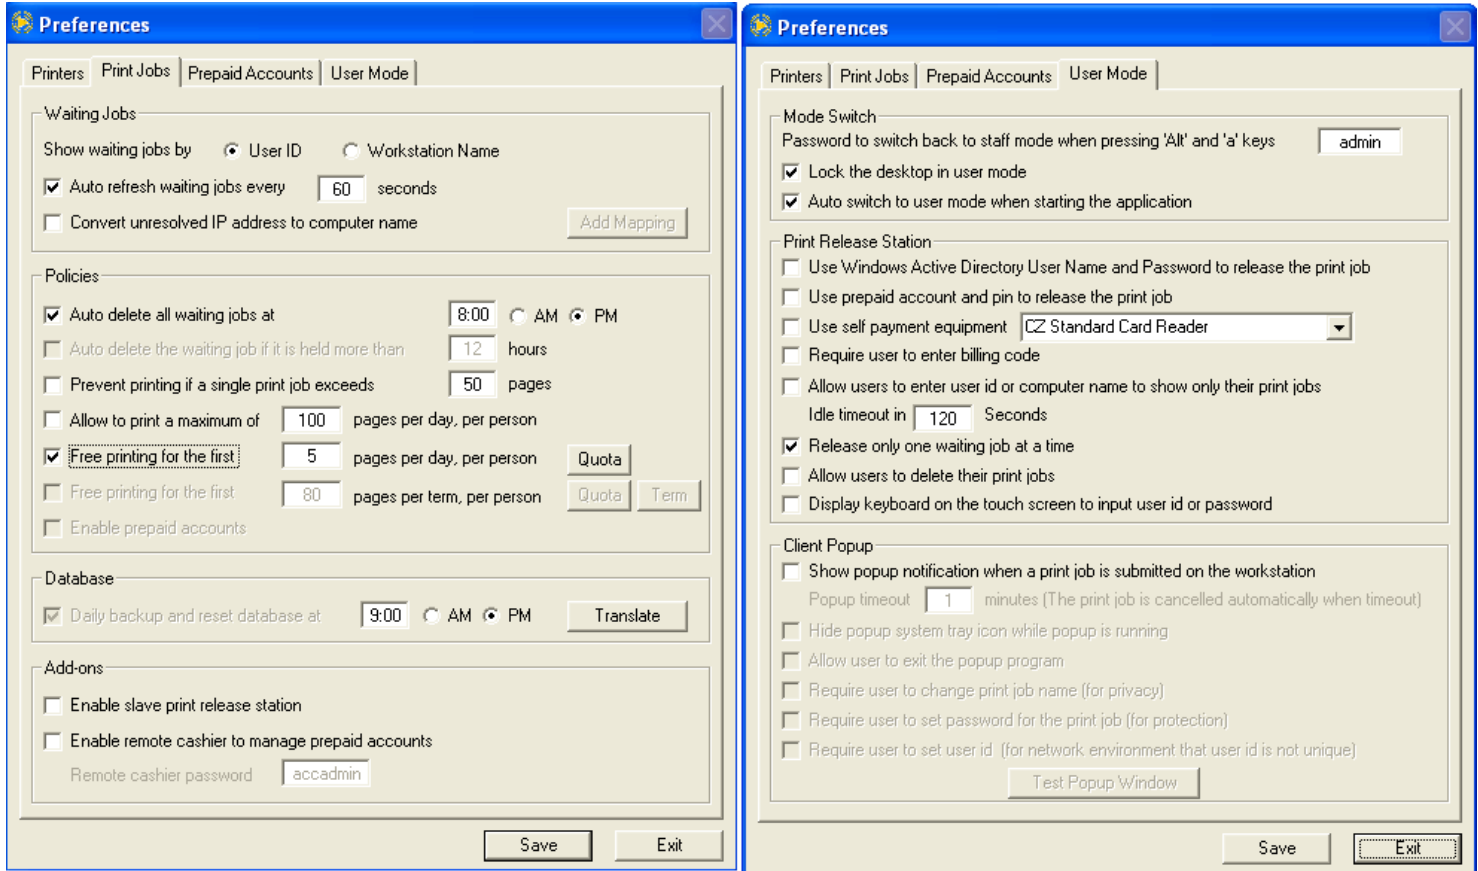 Preferences
Printers Print Jobs Prepaid Accounts User Mode
Waiting Jobs
Show waiting jobs by User ID Workstation Name
Auto refresh waiting jobs every 60 seconds
Convert unresolved IP address to computer name Add Mapping
Policies
Auto delete all waiting jobs at 8:00 AM PM
Auto delete the waiting job if it is held more than 12 hours
Prevent printing if a single print job exceeds 50 pages
Allow to print a maximum of 100 pages per day, per person
Free printing for the first 5 pages per day, per person Quota
Free printing for the first 80 pages per term, per person Quota Term
Enable prepaid accounts
Database
Daily backup and reset database at 9:00 AM PM Translate
Add-ons
Enable slave print release station
Enable remote cashier to manage prepaid accounts
Remote cashier password accadmin
Save Exit
Preferences
Printers Print Jobs Prepaid Accounts User Mode
Mode Switch
Password to switch back to staff mode when pressing 'Alt' and 'a' keys admin
Lock the desktop in user mode
Auto switch to user mode when starting the application
Print Release Station
Use Windows Active Directory User Name and Password to release the print job
Use prepaid account and pin to release the print job
Use self payment equipment CZ Standard Card Reader
Require user to enter billing code
Allow users to enter user id or computer name to show only their print jobs
Idle timeout in 120 Seconds
Release only one waiting job at a time
Allow users to delete their print jobs
Display keyboard on the touch screen to input user id or password
Client Popup
Show popup notification when a print job is submitted on the workstation
Popup timeout 1 minutes (The print job is cancelled automatically when timeout)
Hide popup system tray icon while popup is running
Allow user to exit the popup program
Require user to change print job name (for privacy)
Require user to set password for the print job (for protection)
Require user to set user id (for network environment that user id is not unique)
Test Popup Window
Save Exit